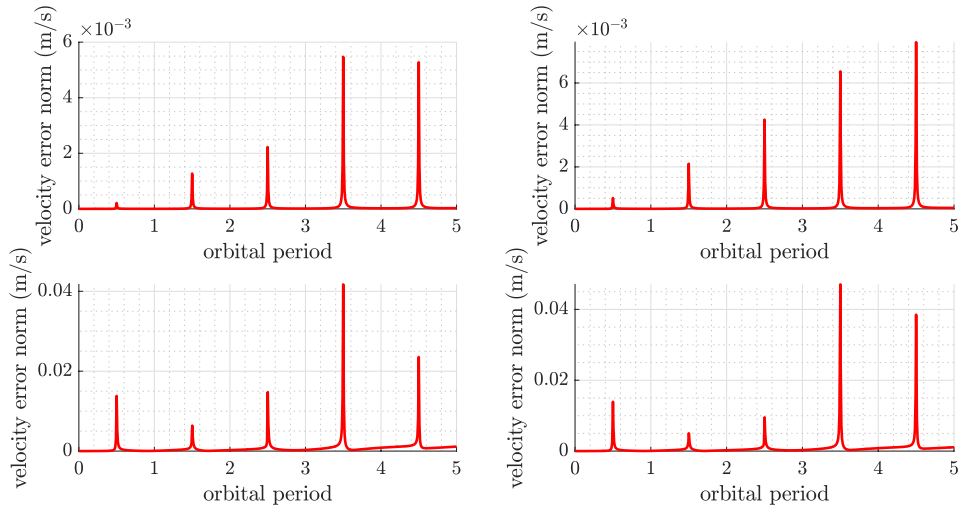 ×10−3
velocity error norm (m/s)
6
4
2
0
0 1 2 3 4 5
orbital period
×10−3
velocity error norm (m/s)
6
4
2
0
0 1 2 3 4 5
orbital period
velocity error norm (m/s)
0.04
0.02
0
0 1 2 3 4 5
orbital period
velocity error norm (m/s)
0.04
0.02
0
0 1 2 3 4 5
orbital period